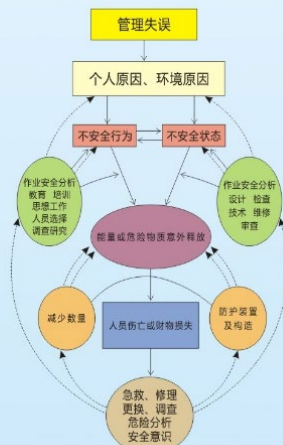 管理失误
个人原因、环境原因
不安全行为
不安全状态
作业安全分析
教育 培训
思想工作
人员选择
调查研究
作业安全分析
设计 检查
技术 维修
审查
能量或危险物质意外释放
减少数量
防护装置
及构造
人员伤亡或财物损失
急救、修理
更换、调查
危险分析
安全意识